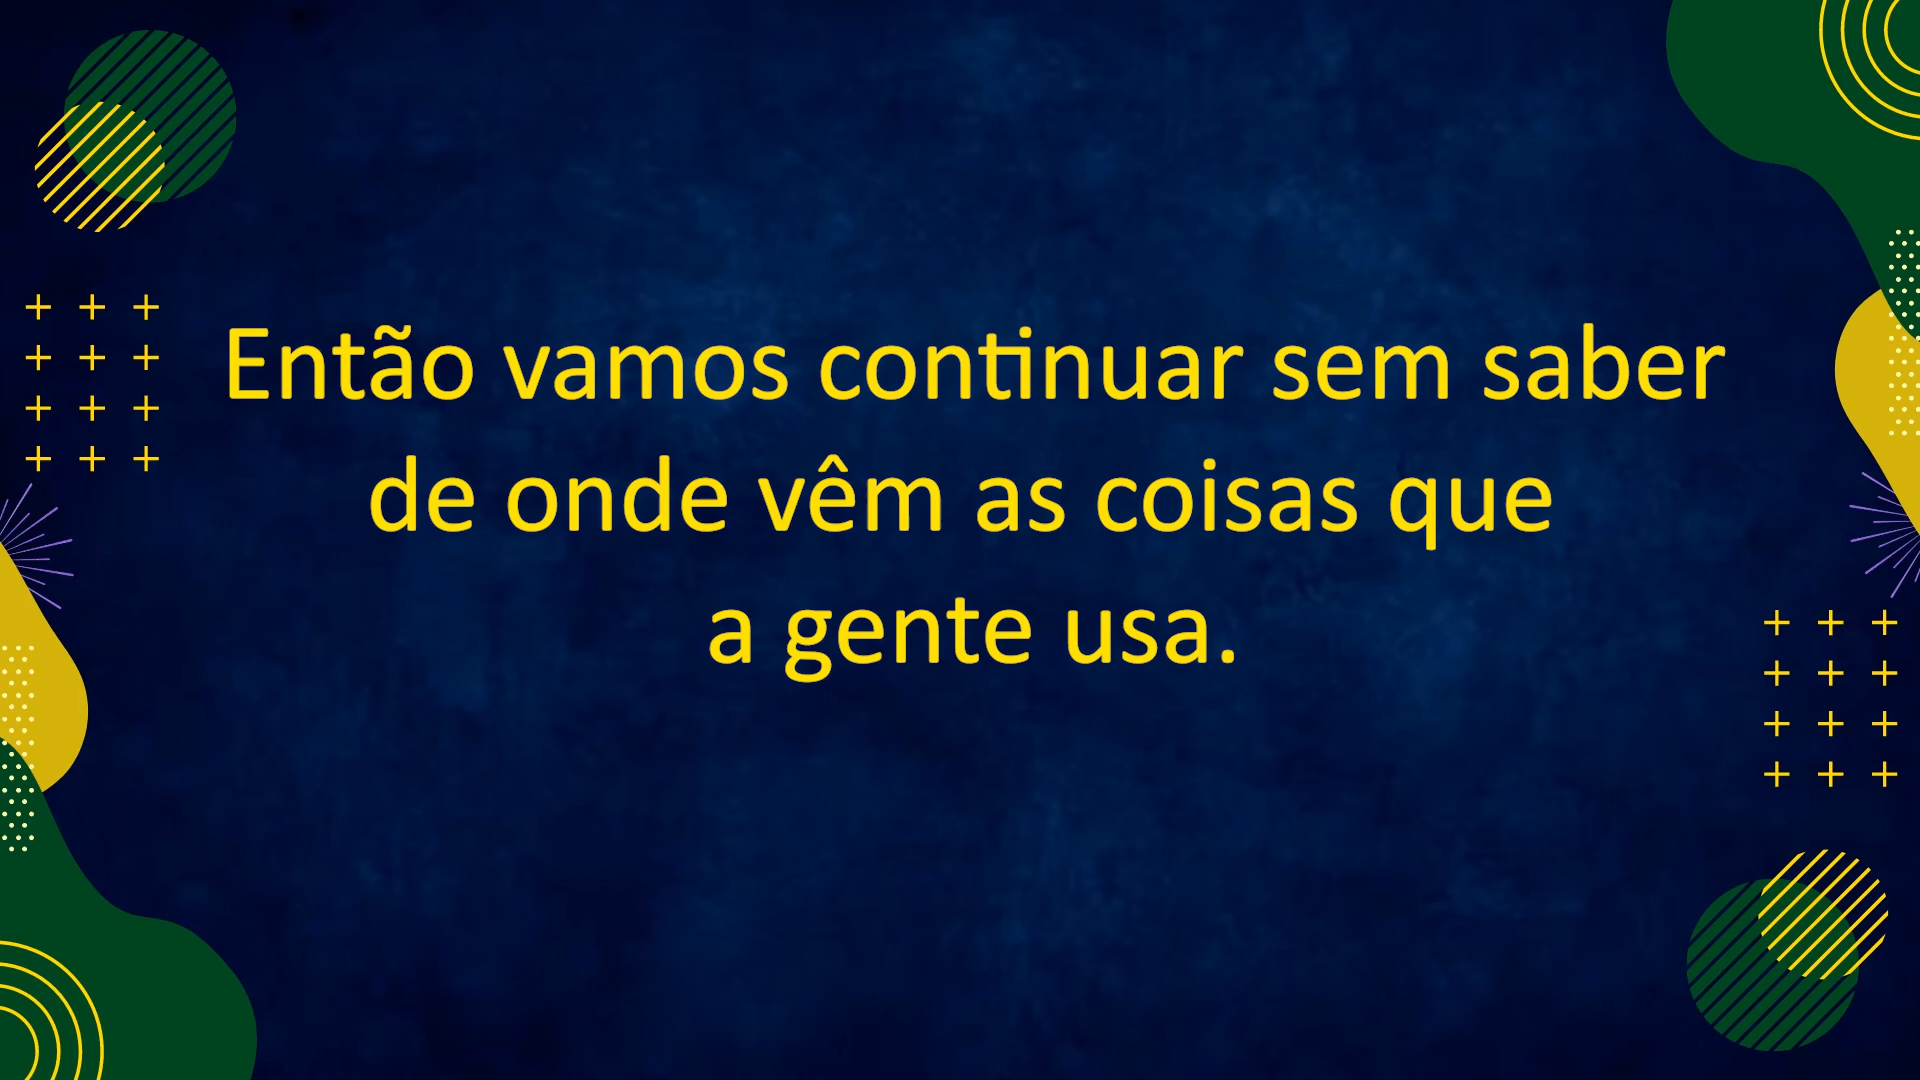 Então vamos continuar sem saber
de onde vêm as coisas que
a gente usa.